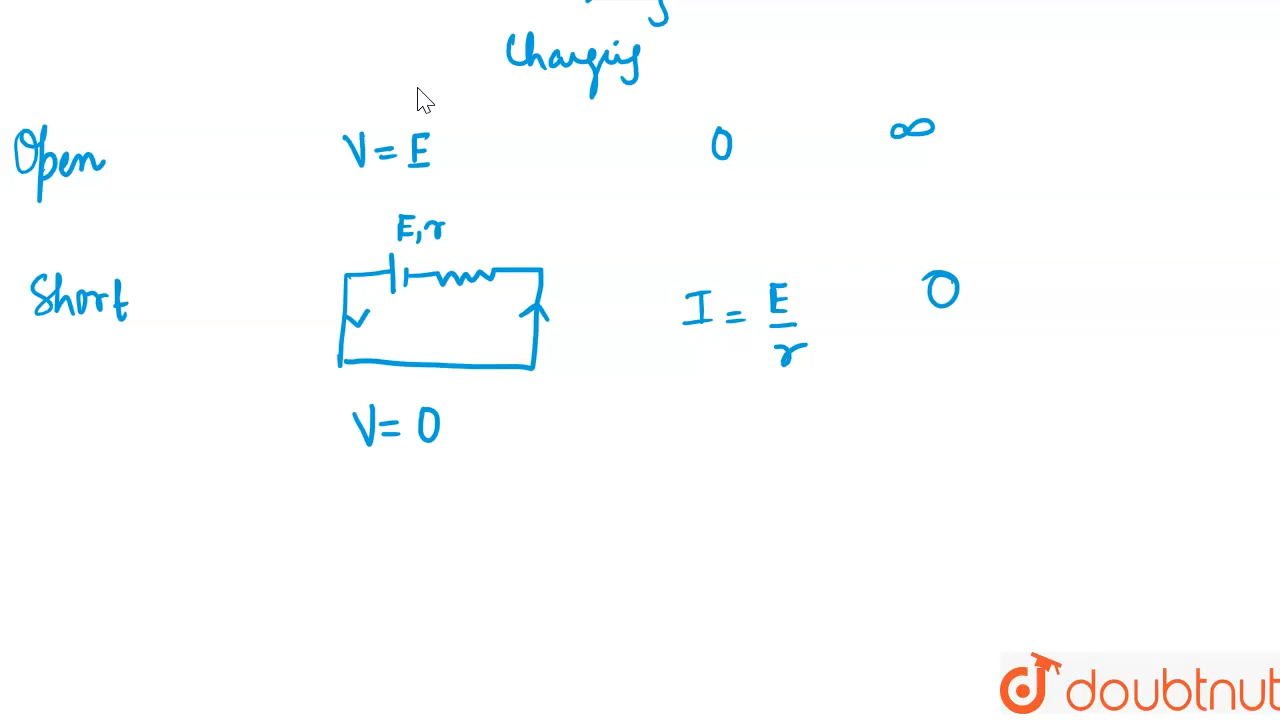 Charging
Open V = E 0 ∞
E, r
Short I = E/r 0
V = 0
doubtnut